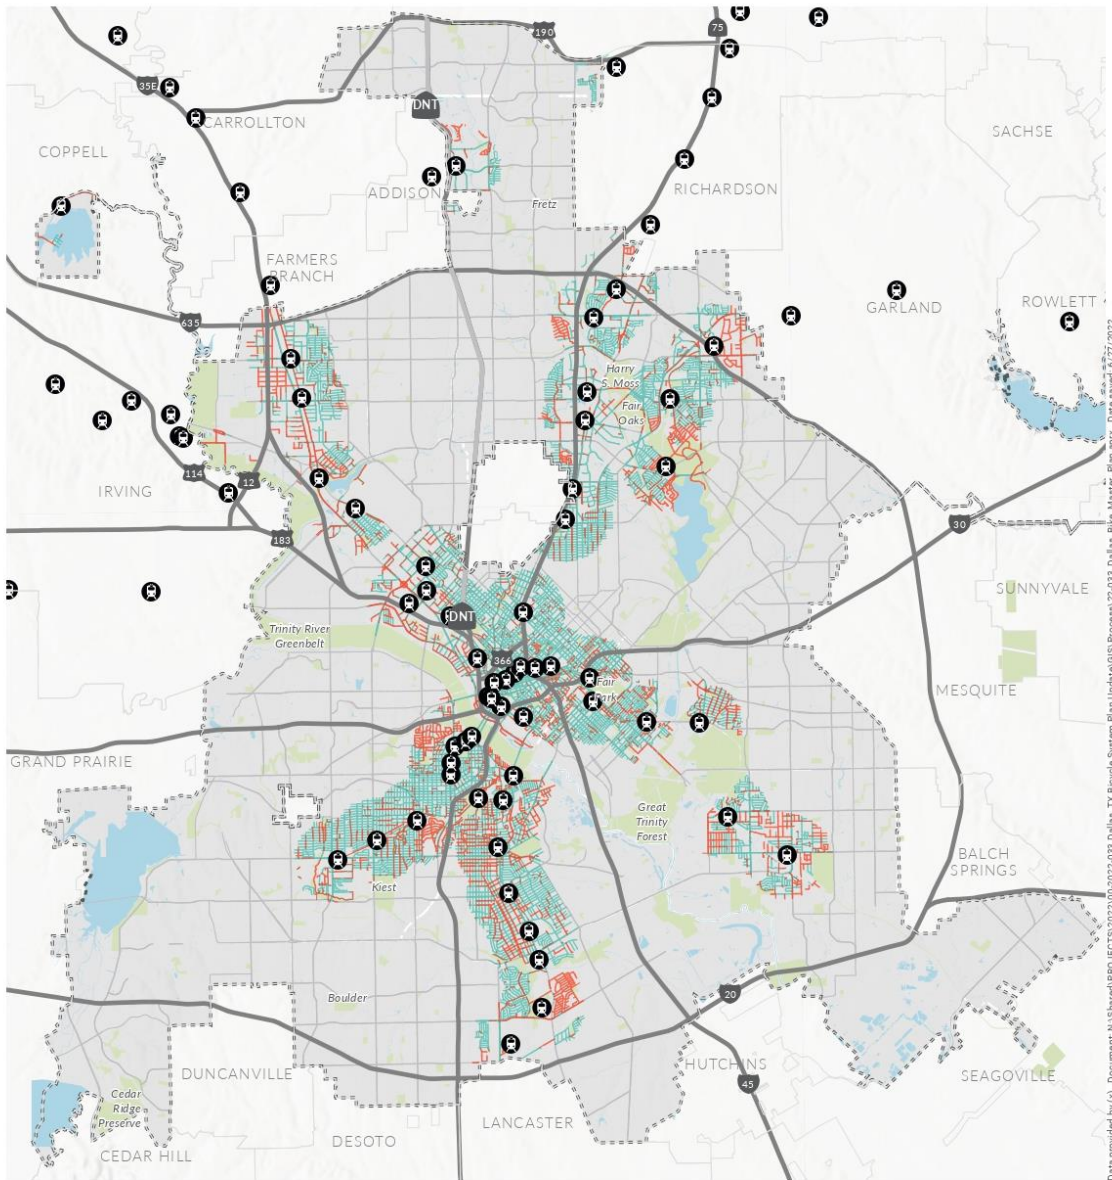 190
75
35E
DNT
CARROLLTON
SACHSE
COPPELL
ADDISON
RICHARDSON
Fretz
FARMERS
BRANCH
GARLAND
ROWLETT
635
Harry
S. Moss
Fair
Oaks
114
12
IRVING
30
183
SUNNYVALE
DNT
Trinity River
Greenbelt
366
Fair
Park
MESQUITE
GRAND PRAIRIE
Great
Trinity
Forest
BALCH
SPRINGS
Kiest
Boulder
20
HUTCHINS
DUNCANVILLE
SEAGOVILLE
45
Cedar
Ridge
Preserve
LANCASTER
DESOTO
CEDAR HILL